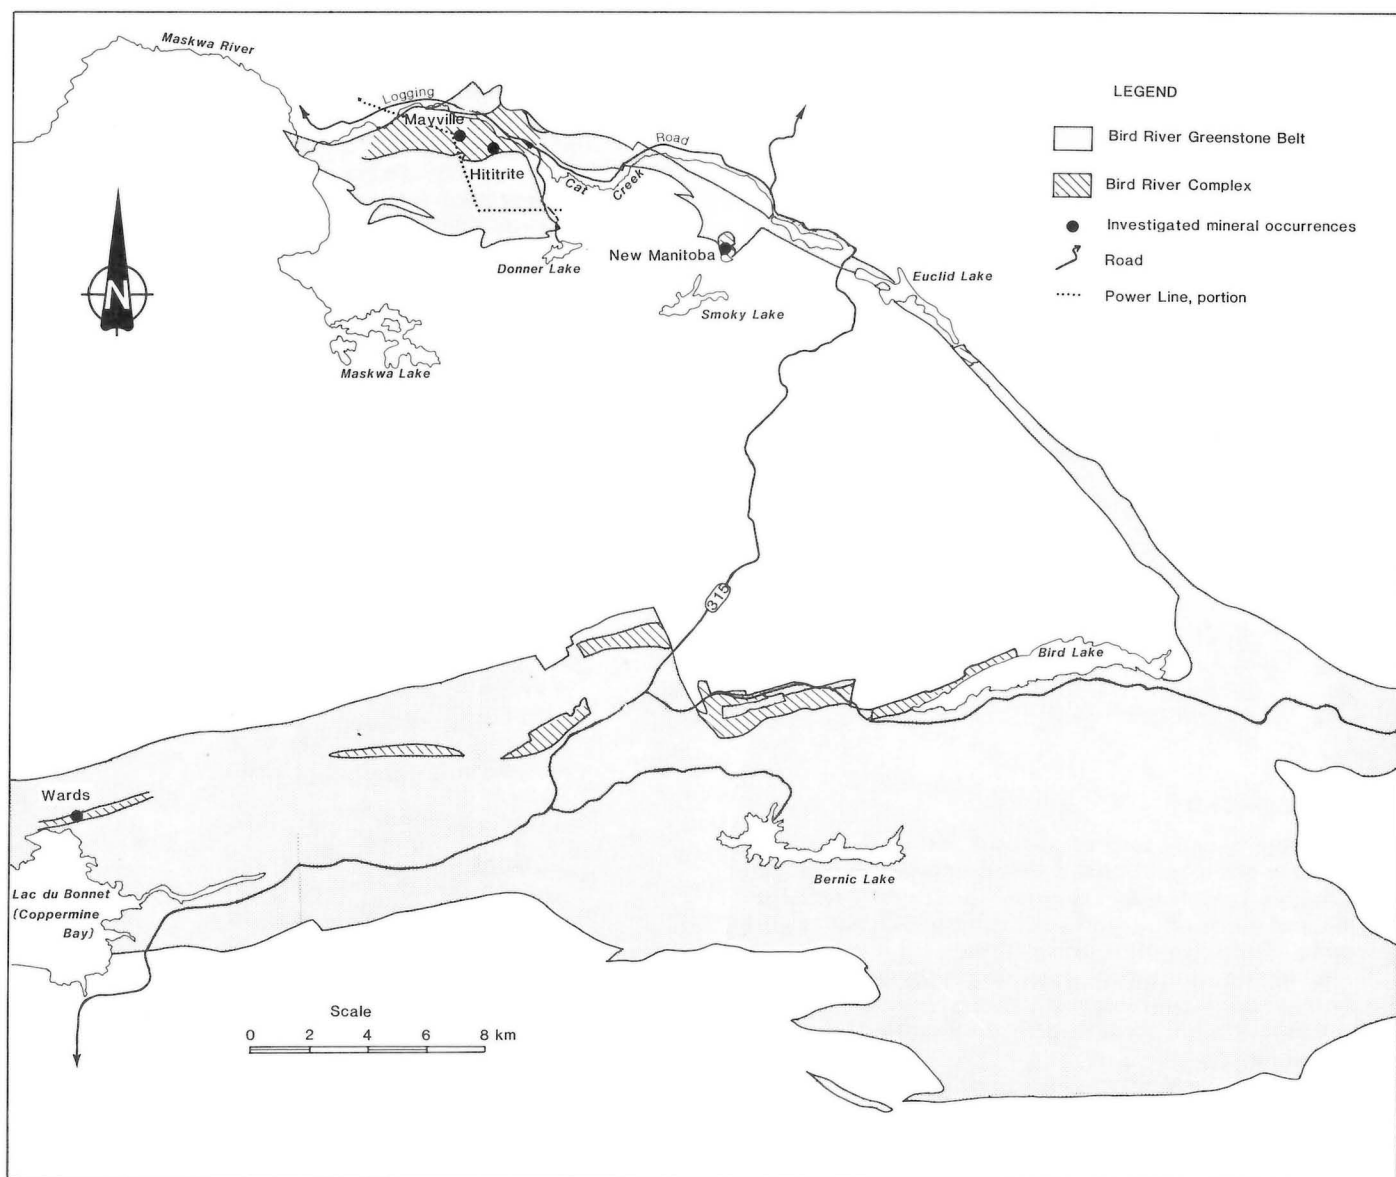 Maskwa River
Logging
Mayville
Hititrite
Cat
Creek
Road
Donner Lake
New Manitoba
Smoky Lake
Euclid Lake
Maskwa Lake
N
LEGEND
Bird River Greenstone Belt
Bird River Complex
Investigated mineral occurrences
Road
Power Line, portion
315
Bird Lake
Wards
Bernic Lake
Lac du Bonnet
(Coppermine
Bay)
Scale
0 2 4 6 8 km